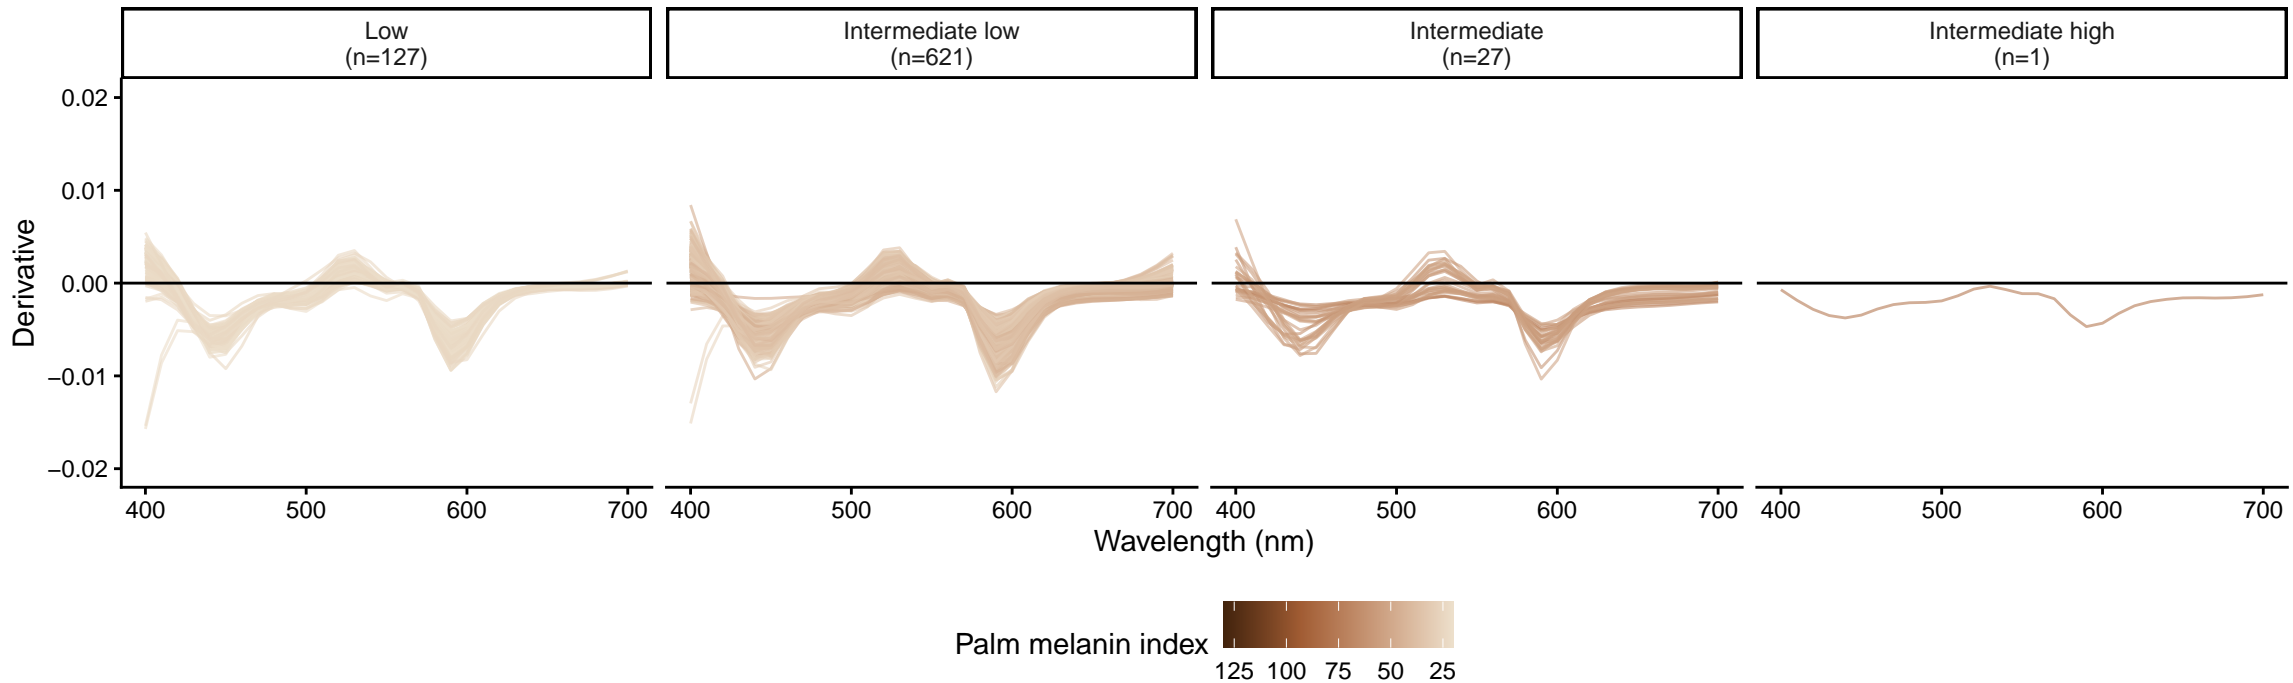 Low
(n=127)
Intermediate low
(n=621)
Intermediate
(n=27)
Intermediate high
(n=1)
0.02
0.01
0.00
−0.01
−0.02
Derivative
400 500 600 700 400 500 600 700 400 500 600 700 400 500 600 700
Wavelength (nm)
Palm melanin index
125 100 75 50 25